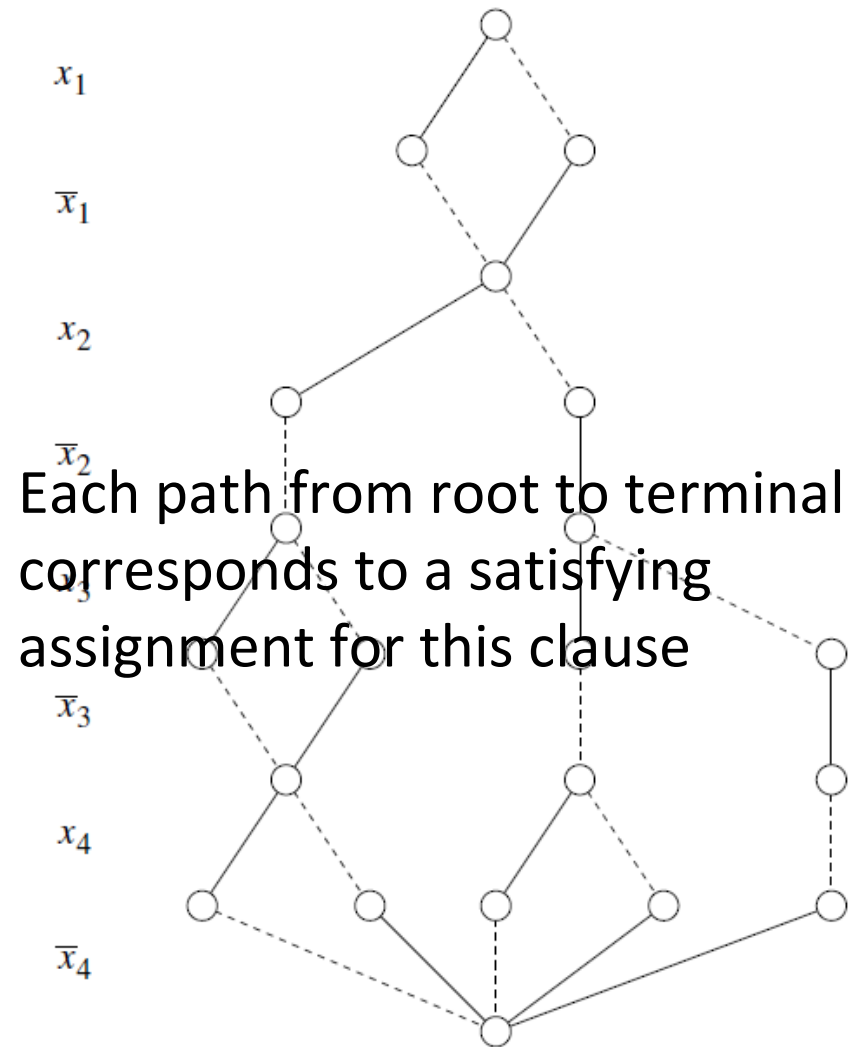 x1
x̅1
x2
x̅2
Each path from root to terminal
corresponds to a satisfying
x3
assignment for this clause
x̅3
x4
x̅4